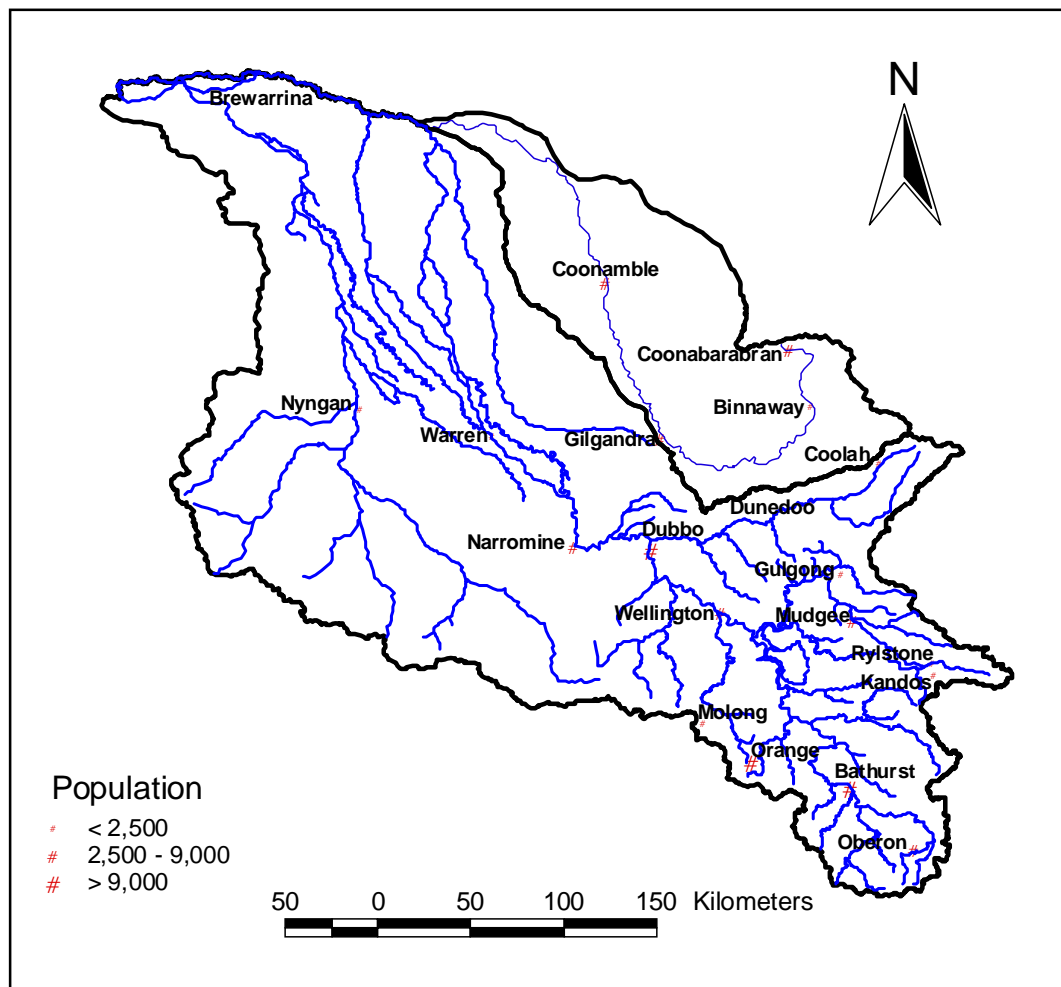 N
Brewarrina
Coonamble
Coonabarabran
Nyngan
Binnaway
Warren
Gilgandra
Coolah
Dunedoo
Narromine
Dubbo
Gulgong
Wellington
Mudgee
Rylstone
Kandos
Molong
Orange
Bathurst
Oberon
Population
# < 2,500
# 2,500 - 9,000
# > 9,000
50 0 50 100 150 Kilometers